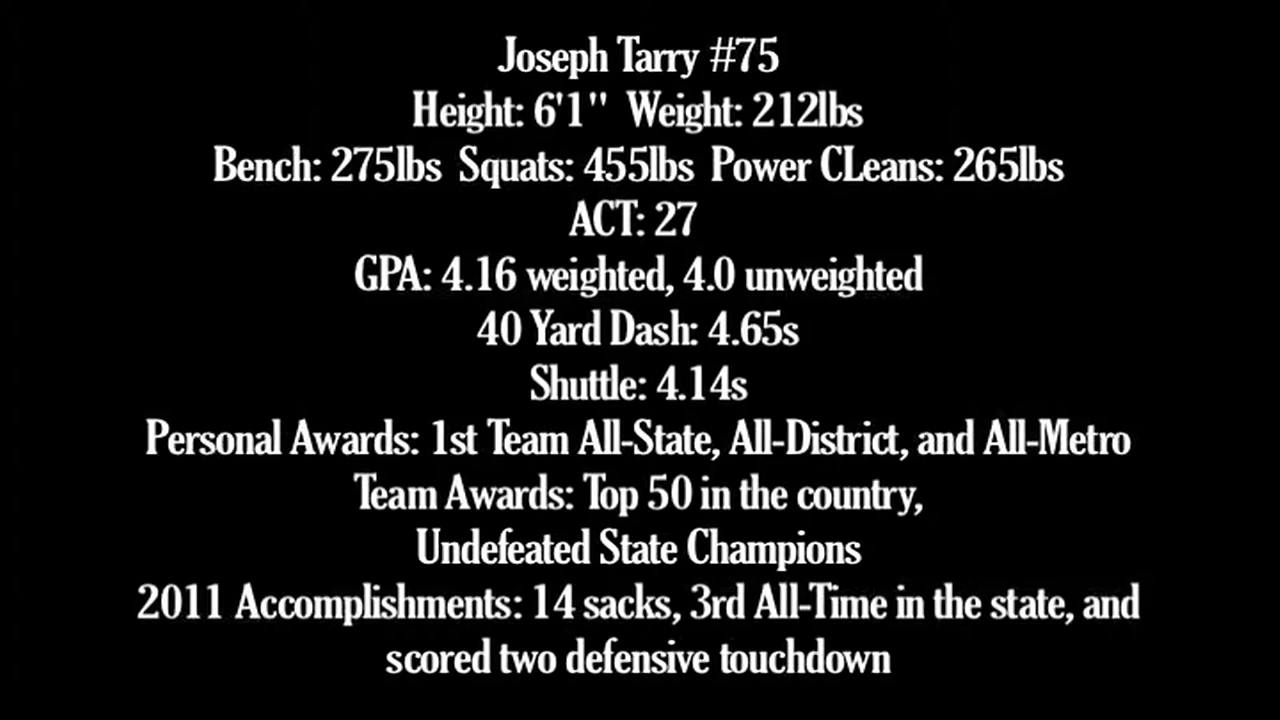 Joseph Tarry #75
Height: 6'1" Weight: 212lbs
Bench: 275lbs Squats: 455lbs Power CLeans: 265lbs
ACT: 27
GPA: 4.16 weighted, 4.0 unweighted
40 Yard Dash: 4.65s
Shuttle: 4.14s
Personal Awards: 1st Team All-State, All-District, and All-Metro
Team Awards: Top 50 in the country,
Undefeated State Champions
2011 Accomplishments: 14 sacks, 3rd All-Time in the state, and
scored two defensive touchdown